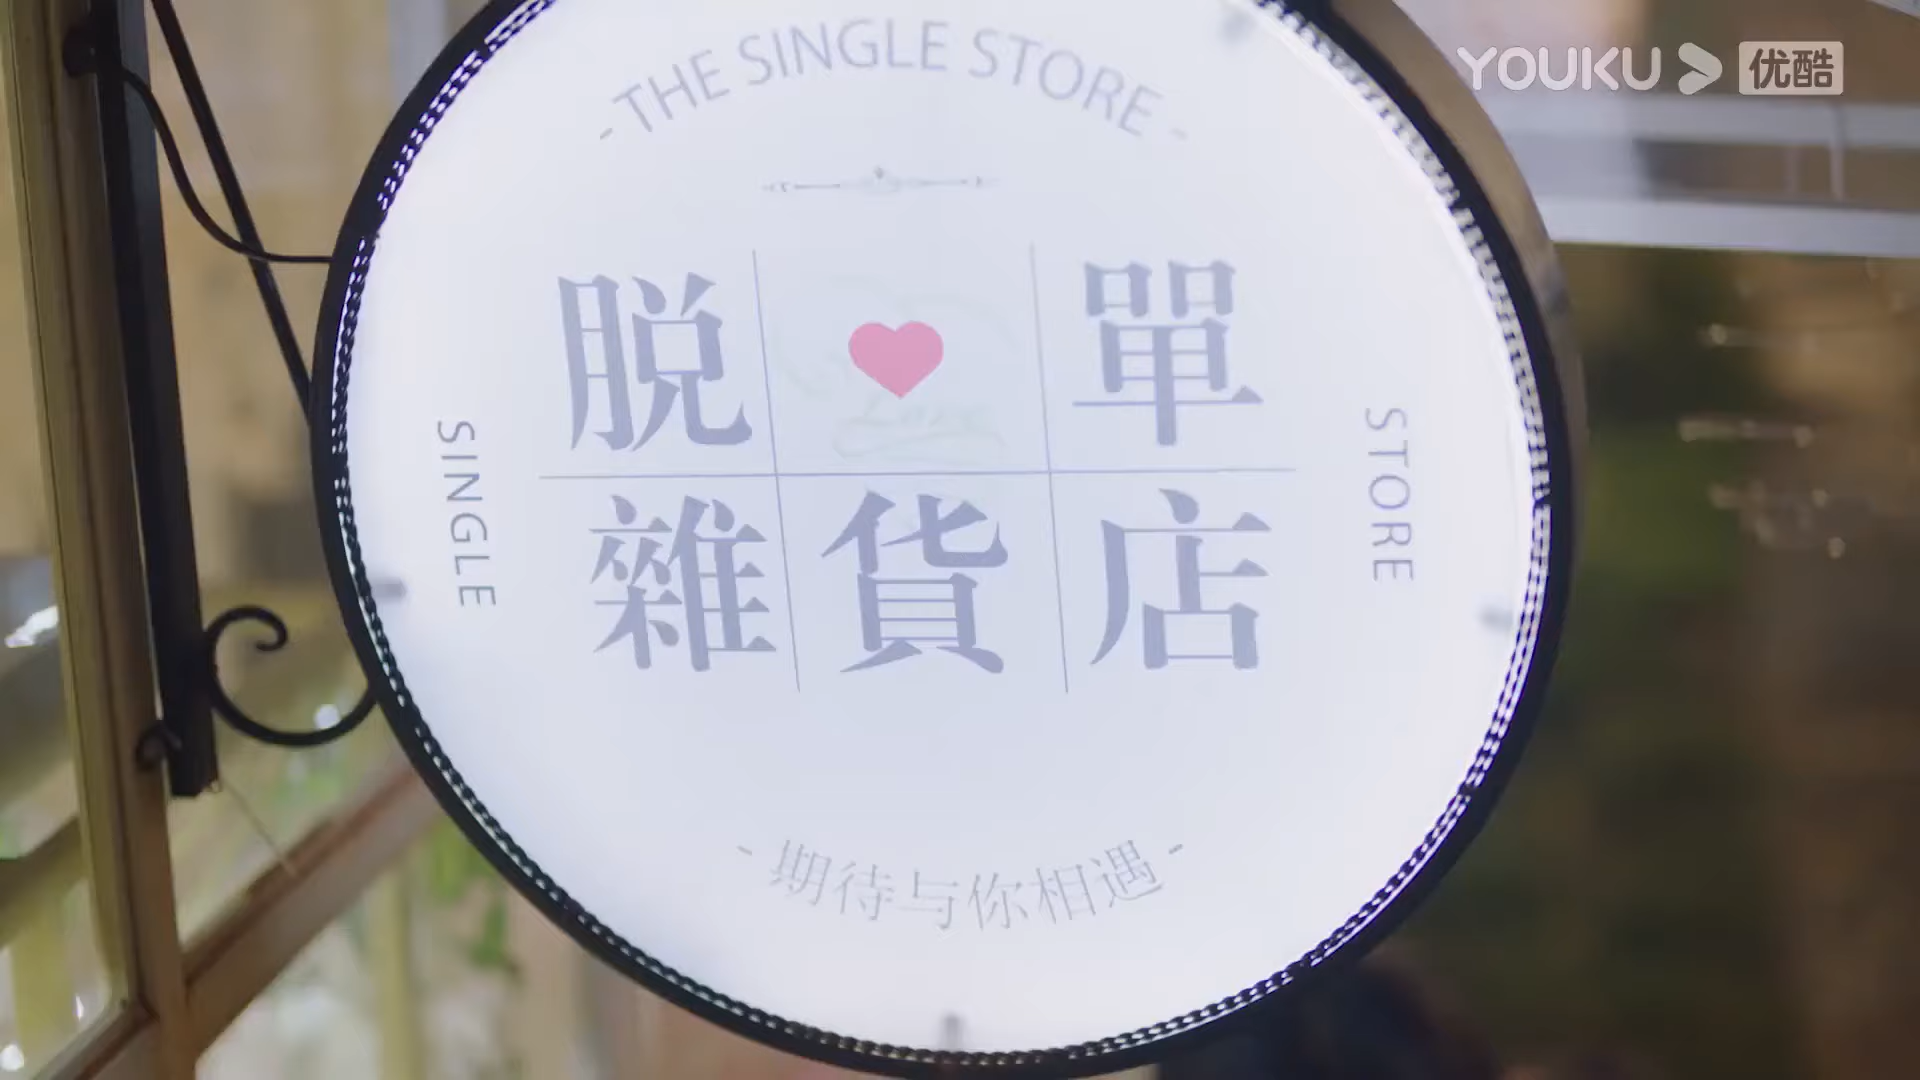 YOUKU 优酷
- THE SINGLE STORE -
脱 單
SINGLE
STORE
雜 貨 店
- 期待与你相遇 -
Love